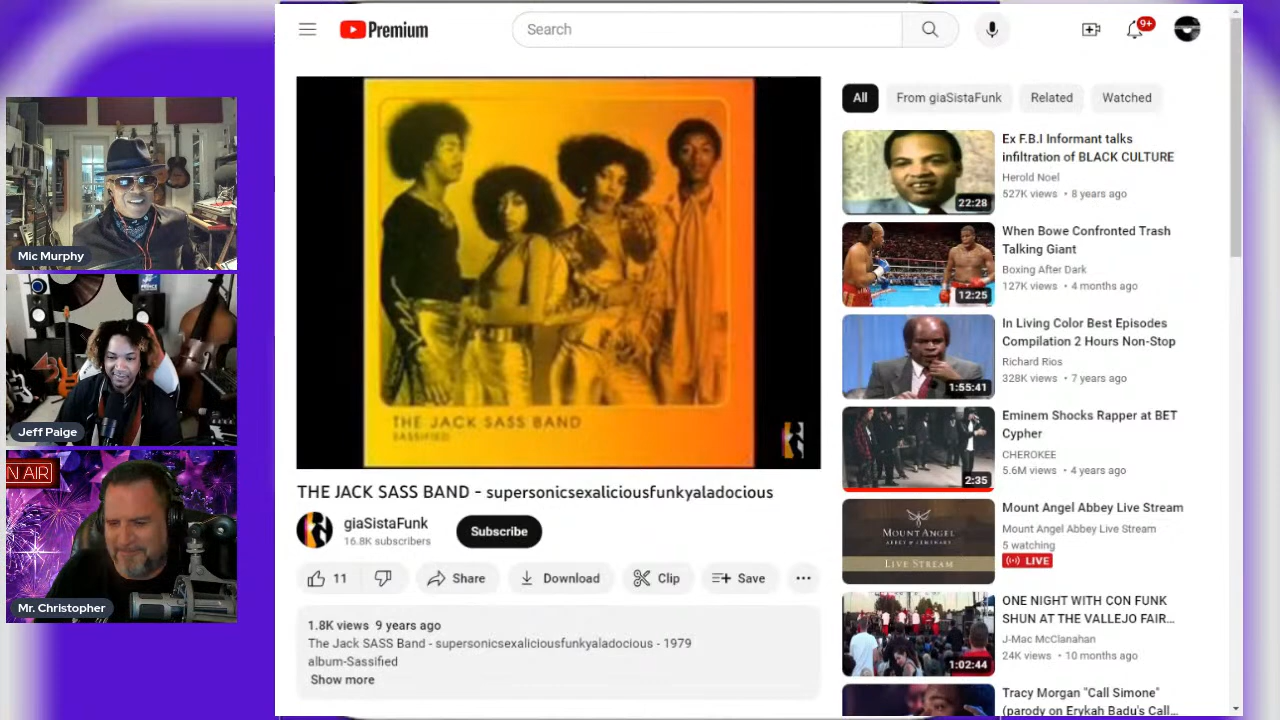 Premium
Search
9+
Mic Murphy
Jeff Paige
N AIR
Mr. Christopher
THE JACK SASS BAND
SASSIFIED
THE JACK SASS BAND - supersonicsexaliciousfunkyaladocious
giaSistaFunk
16.8K subscribers
Subscribe
11
Share
Download
Clip
Save
1.8K views 9 years ago
The Jack SASS Band - supersonicsexaliciousfunkyaladocious - 1979
album-Sassified
Show more
All
From giaSistaFunk
Related
Watched
22:28
Ex F.B.I Informant talks
infiltration of BLACK CULTURE
Herold Noel
527K views • 8 years ago
12:25
When Bowe Confronted Trash
Talking Giant
Boxing After Dark
127K views • 4 months ago
1:55:41
In Living Color Best Episodes
Compilation 2 Hours Non-Stop
Richard Rios
328K views • 7 years ago
2:35
Eminem Shocks Rapper at BET
Cypher
CHEROKEE
5.6M views • 4 years ago
MOUNT ANGEL
ABBEY & SEMINARY
LIVE STREAM
Mount Angel Abbey Live Stream
Mount Angel Abbey Live Stream
5 watching
LIVE
1:02:44
ONE NIGHT WITH CON FUNK
SHUN AT THE VALLEJO FAIR...
J-Mac McClanahan
24K views • 10 months ago
Tracy Morgan "Call Simone"
(parody on Erykah Badu's Call...